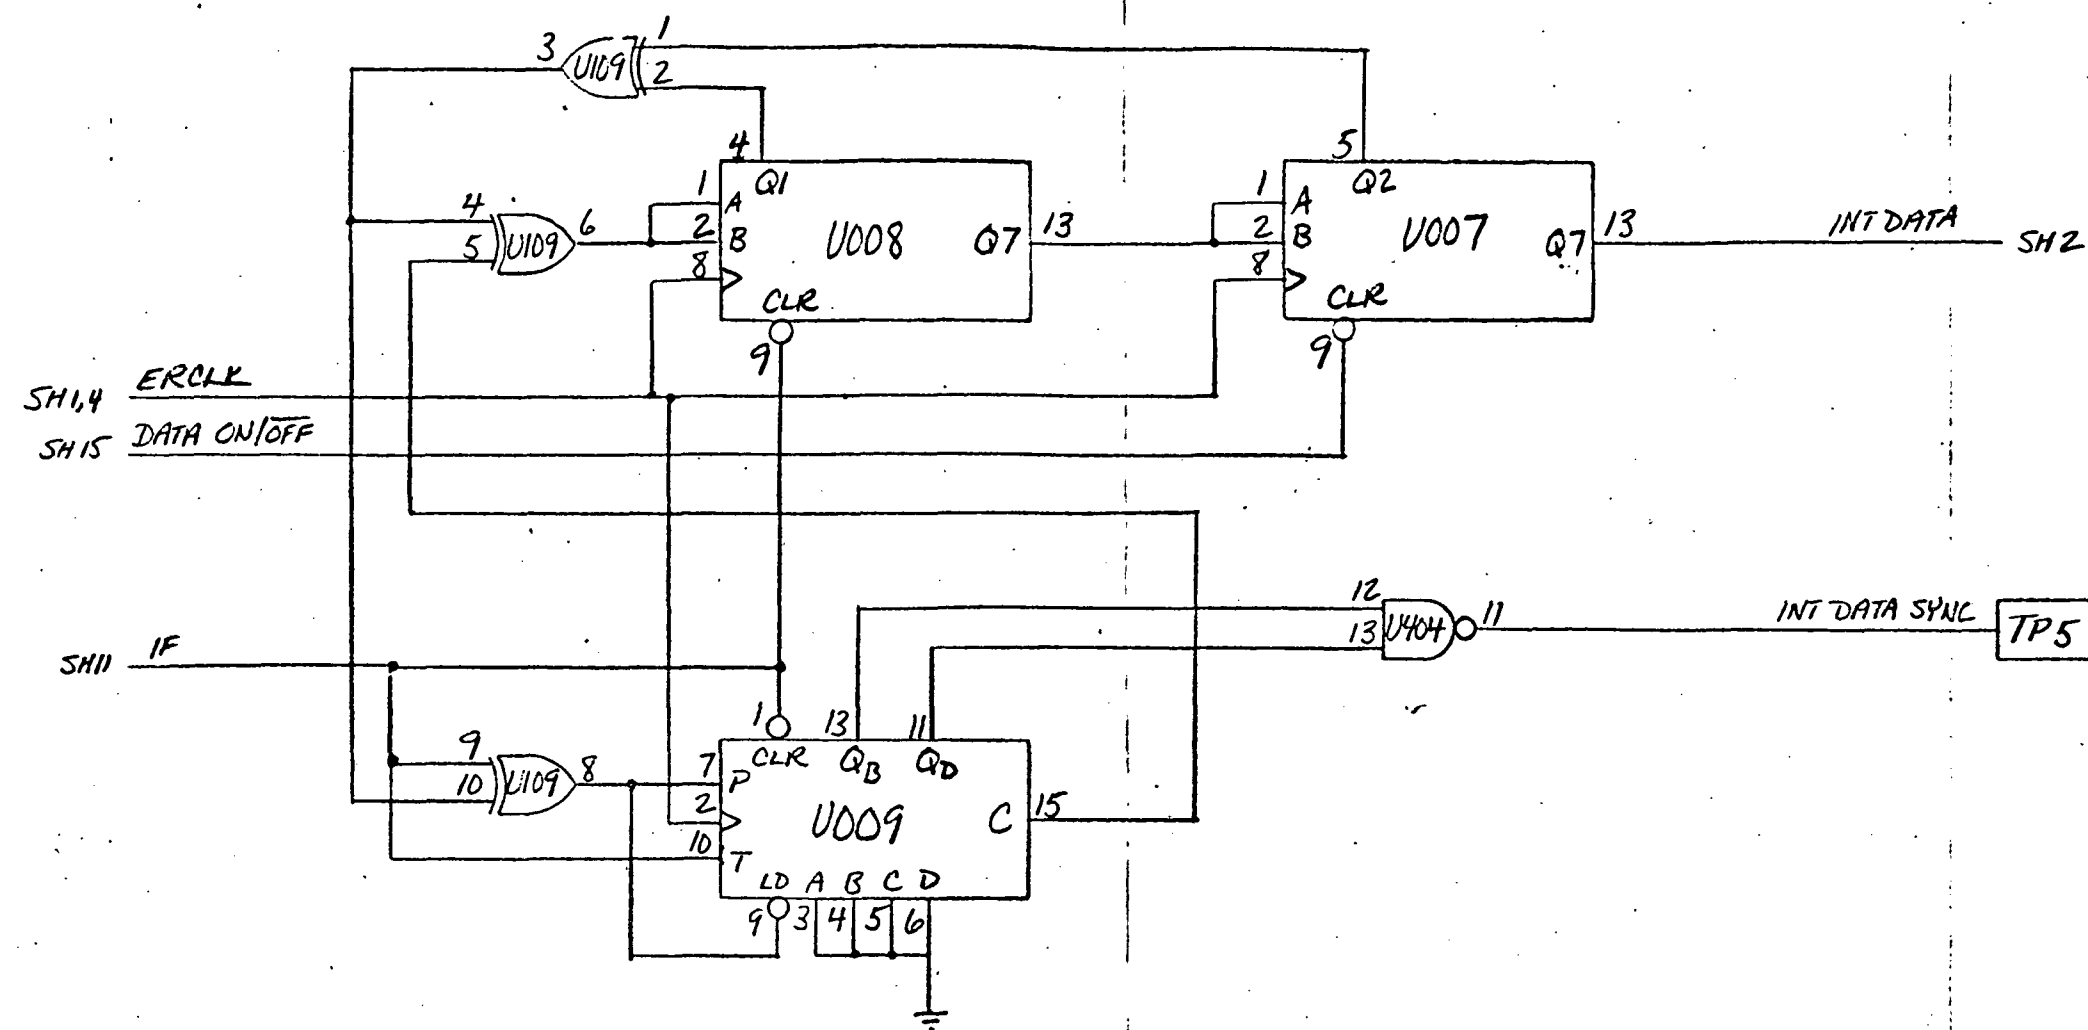 1
3 U109 2
4 5
Q1 Q2
1 A 1 A
4 6 2 B U008 Q7 13 2 B U007 Q7 13 INT DATA SH2
5 U109 8 8
CLR CLR
9 9
SH1,4 ERCLK
SH15 DATA ON/O̅F̅F̅
12
13 U404 11 INT DATA SYNC TP5
SH11 1F
1 13 11
CLR QB QD
9 7 P
10 U109 8 2 U009 C 15
10 T
LD A B C D
9 3 4 5 6